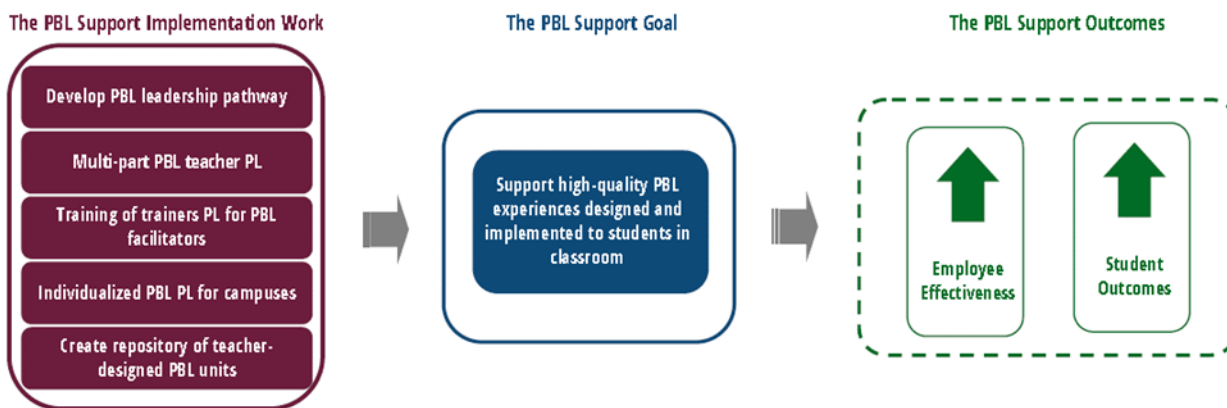 The PBL Support Implementation Work
Develop PBL leadership pathway
Multi-part PBL teacher PL
Training of trainers PL for PBL
facilitators
Individualized PBL PL for campuses
Create repository of teacher-
designed PBL units
The PBL Support Goal
Support high-quality PBL
experiences designed and
implemented to students in
classroom
The PBL Support Outcomes
Employee
Effectiveness
Student
Outcomes